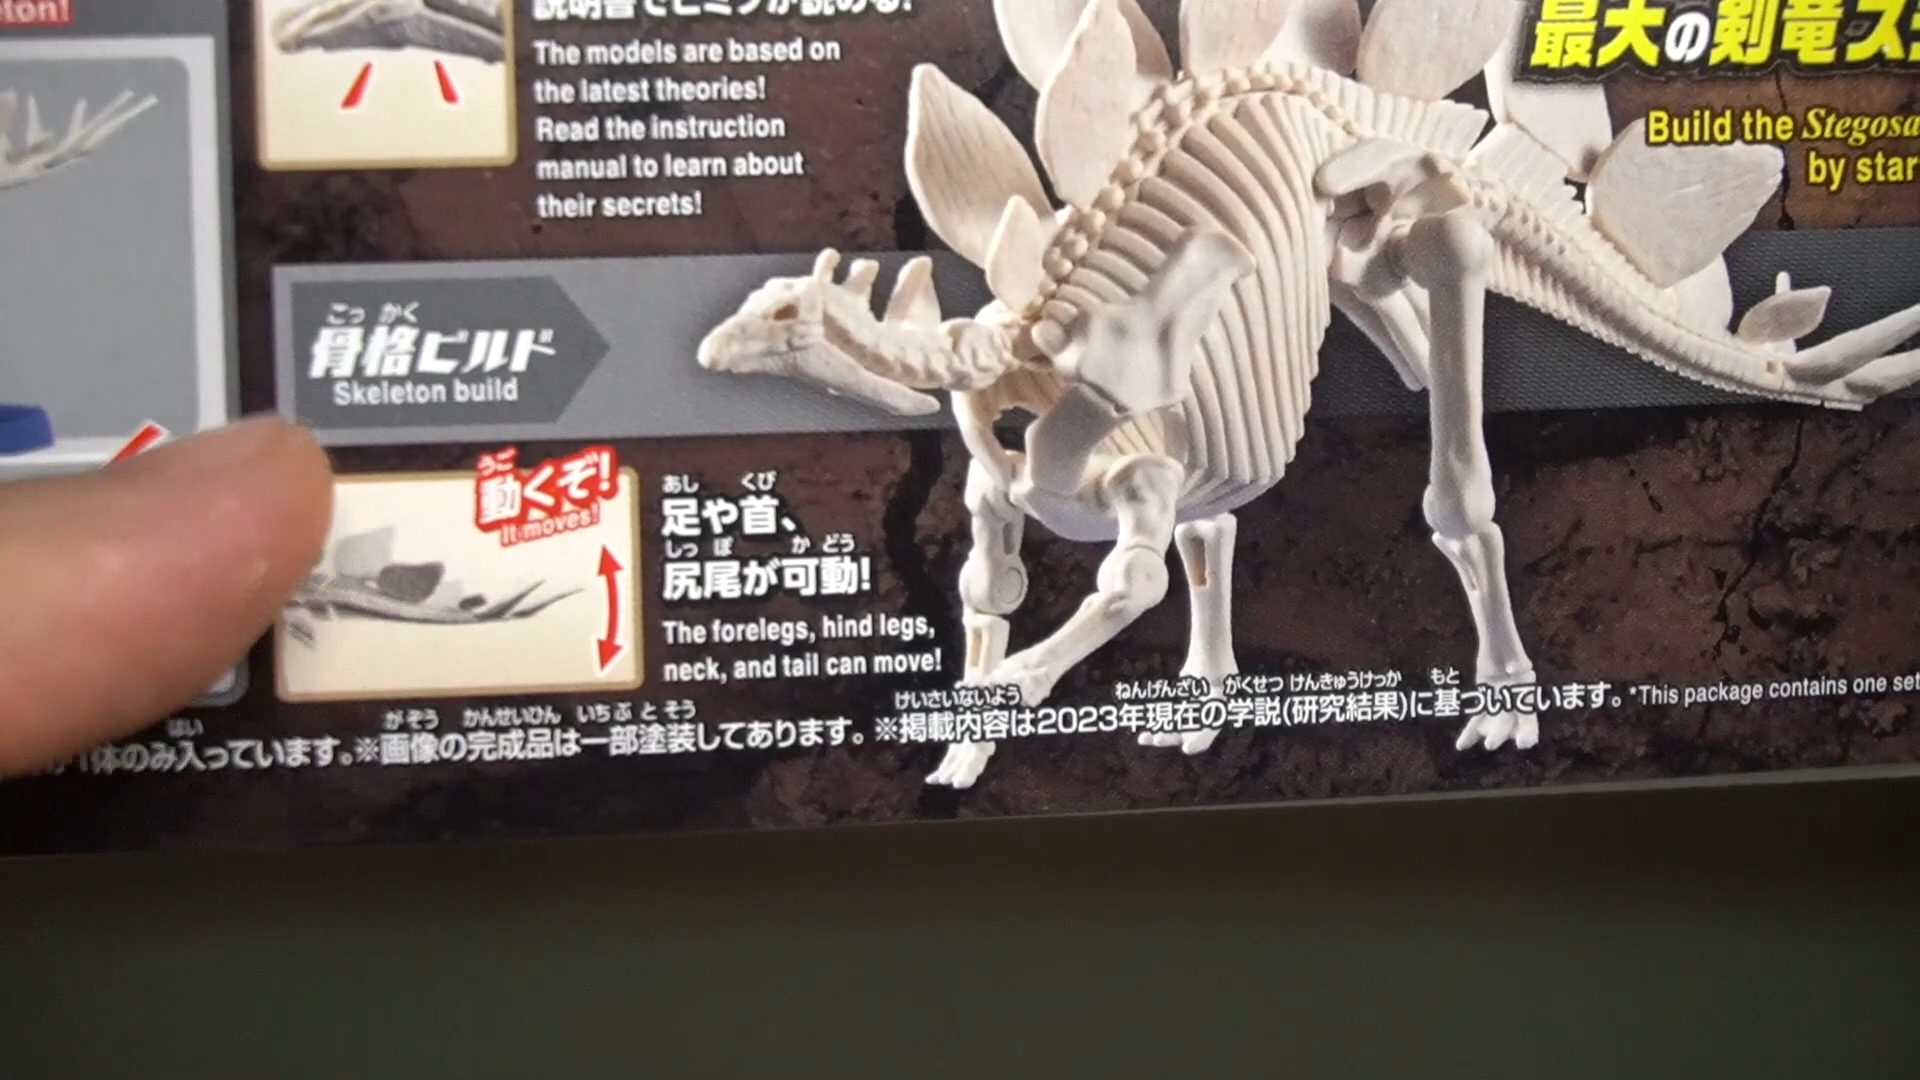 The models are based on
the latest theories!
Read the instruction
manual to learn about
their secrets!
最大の剣竜
Build the
by
ごっ かく
骨格ビルド
Skeleton build
うご
動くぞ!
It moves!
あし くび
足や首、
しっ ぽ か どう
尻尾が可動!
The forelegs, hind legs,
neck, and tail can move!
はい がぞう かんせいひん いちぶ と そう けいさいないよう ねんげんざい がくせつ けんきゅうけっか もと
1体のみ入っています。※画像の完成品は一部塗装してあります。※掲載内容は2023年現在の学説(研究結果)に基づいています。*This package contains one set